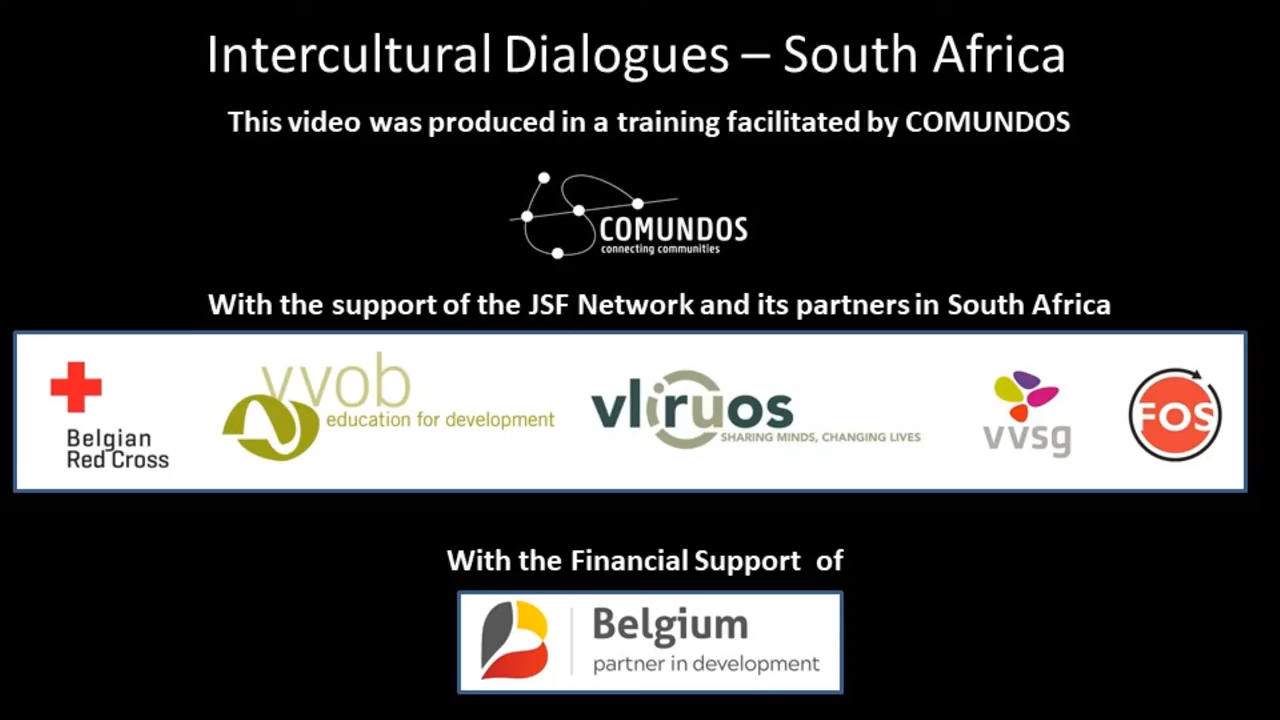 Intercultural Dialogues – South Africa
This video was produced in a training facilitated by COMUNDOS
COMUNDOS
connecting communities
With the support of the JSF Network and its partners in South Africa
Belgian
Red Cross
vvob
education for development
vliruos
SHARING MINDS, CHANGING LIVES
vvsg
FOS
With the Financial Support of
Belgium
partner in development